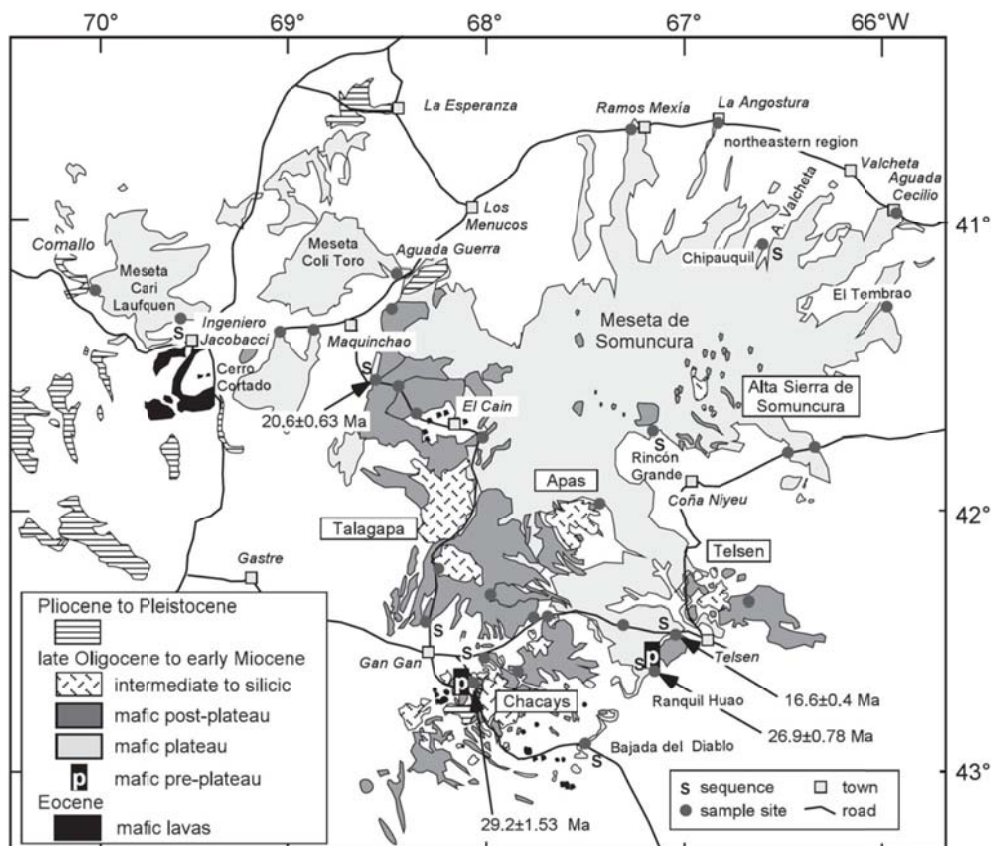 70°
69°
68°
67°
66°W
La Esperanza
Ramos Mexía
La Angostura
northeastern region
Valcheta
Aguada
Cecilio
A. Valcheta
Los
Menucos
41°
Comallo
Meseta
Cari
Laufquen
Meseta
Coli Toro
Aguada Guerra
Chipauquil
S
El Tembrao
S
Ingeniero
Jacobacci
Maquinchao
Meseta de
Somuncura
Cerro
Cortado
S
20.6±0.63 Ma
El Cain
Alta Sierra de
Somuncura
S
Rincón
Grande
Apas
Coña Niyeu
42°
Talagapa
Telsen
Gastre
S
S
Gan Gan
S
p
S
Telsen
p
Chacays
Ranquil Huao
16.6±0.4 Ma
26.9±0.78 Ma
Bajada del Diablo
S
43°
29.2±1.53 Ma
Pliocene to Pleistocene
late Oligocene to early Miocene
intermediate to silicic
mafc post-plateau
mafc plateau
p mafc pre-plateau
Eocene
mafic lavas
S sequence
town
sample site
road